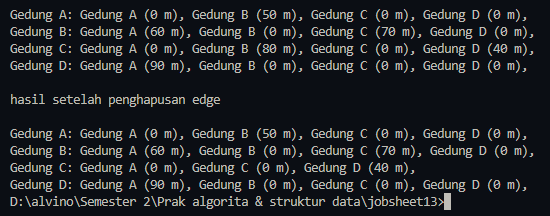 Gedung A: Gedung A (0 m), Gedung B (50 m), Gedung C (0 m), Gedung D (0 m),
Gedung B: Gedung A (60 m), Gedung B (0 m), Gedung C (70 m), Gedung D (0 m),
Gedung C: Gedung A (0 m), Gedung B (80 m), Gedung C (0 m), Gedung D (40 m),
Gedung D: Gedung A (90 m), Gedung B (0 m), Gedung C (0 m), Gedung D (0 m),
hasil setelah penghapusan edge
Gedung A: Gedung A (0 m), Gedung B (50 m), Gedung C (0 m), Gedung D (0 m),
Gedung B: Gedung A (60 m), Gedung B (0 m), Gedung C (70 m), Gedung D (0 m),
Gedung C: Gedung A (0 m), Gedung C (0 m), Gedung D (40 m),
Gedung D: Gedung A (90 m), Gedung B (0 m), Gedung C (0 m), Gedung D (0 m),
D:\alvino\Semester 2\Prak algorita & struktur data\jobsheet13>